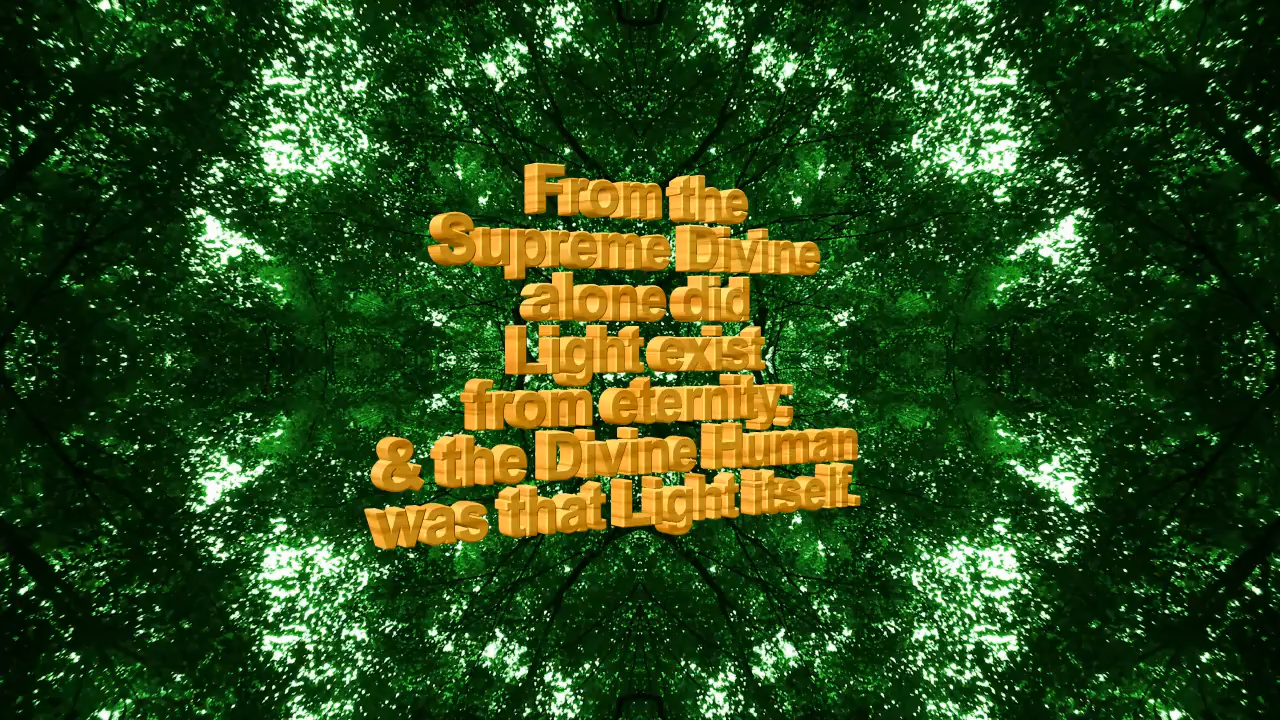 From the
Supreme Divine
alone did
Light exist
from eternity:
& the Divine Human
was that Light itself.